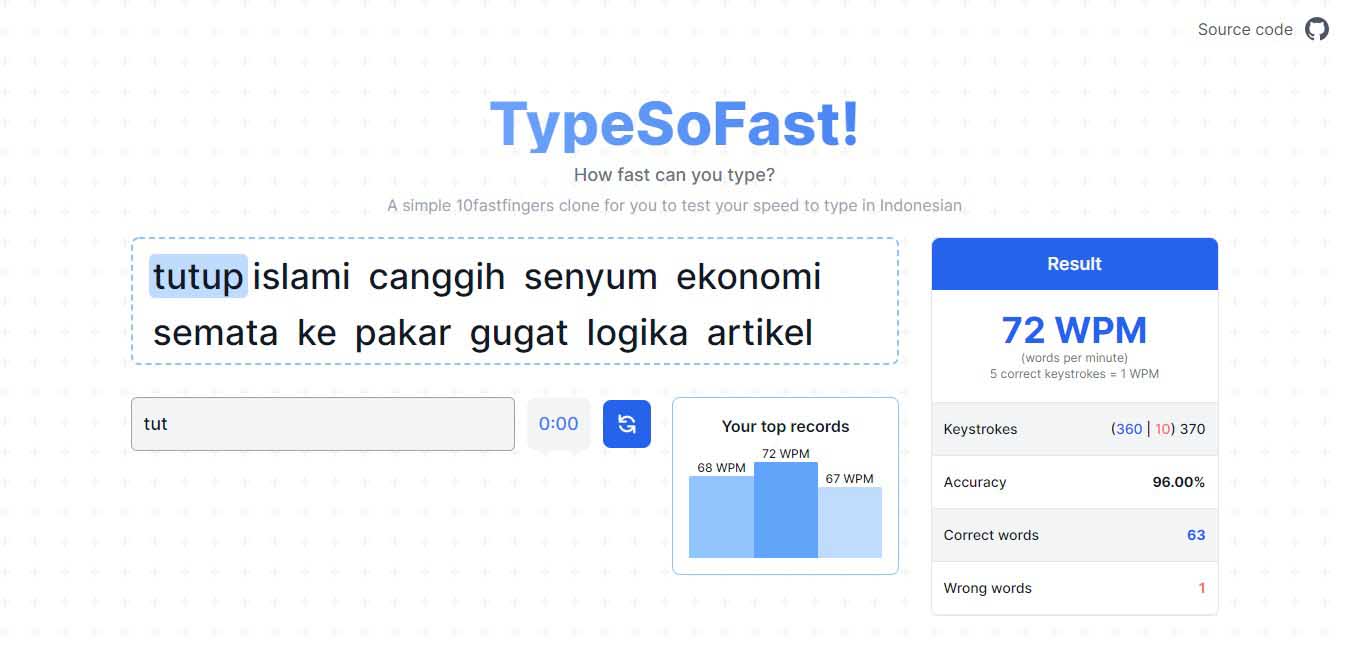 Source code
TypeSoFast!
How fast can you type?
A simple 10fastfingers clone for you to test your speed to type in Indonesian
tutup islami canggih senyum ekonomi
semata ke pakar gugat logika artikel
tut
0:00
Your top records
72 WPM
68 WPM
67 WPM
Result
72 WPM
(words per minute)
5 correct keystrokes = 1 WPM
Keystrokes (360 | 10) 370
Accuracy 96.00%
Correct words 63
Wrong words 1